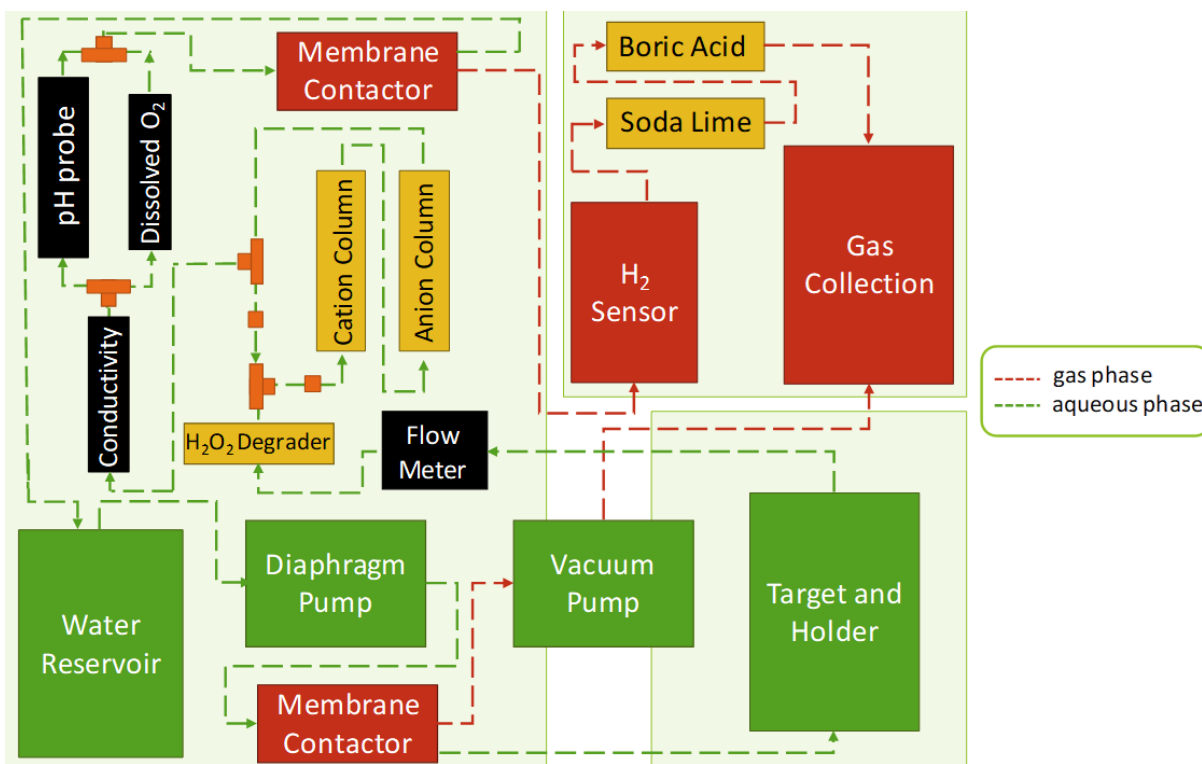 Membrane
Contactor
Boric Acid
Soda Lime
pH probe
Dissolved O₂
Cation Column
Anion Column
H₂
Sensor
Gas
Collection
gas phase
aqueous phase
Conductivity
H₂O₂ Degrader
Flow
Meter
Water
Reservoir
Diaphragm
Pump
Vacuum
Pump
Target and
Holder
Membrane
Contactor